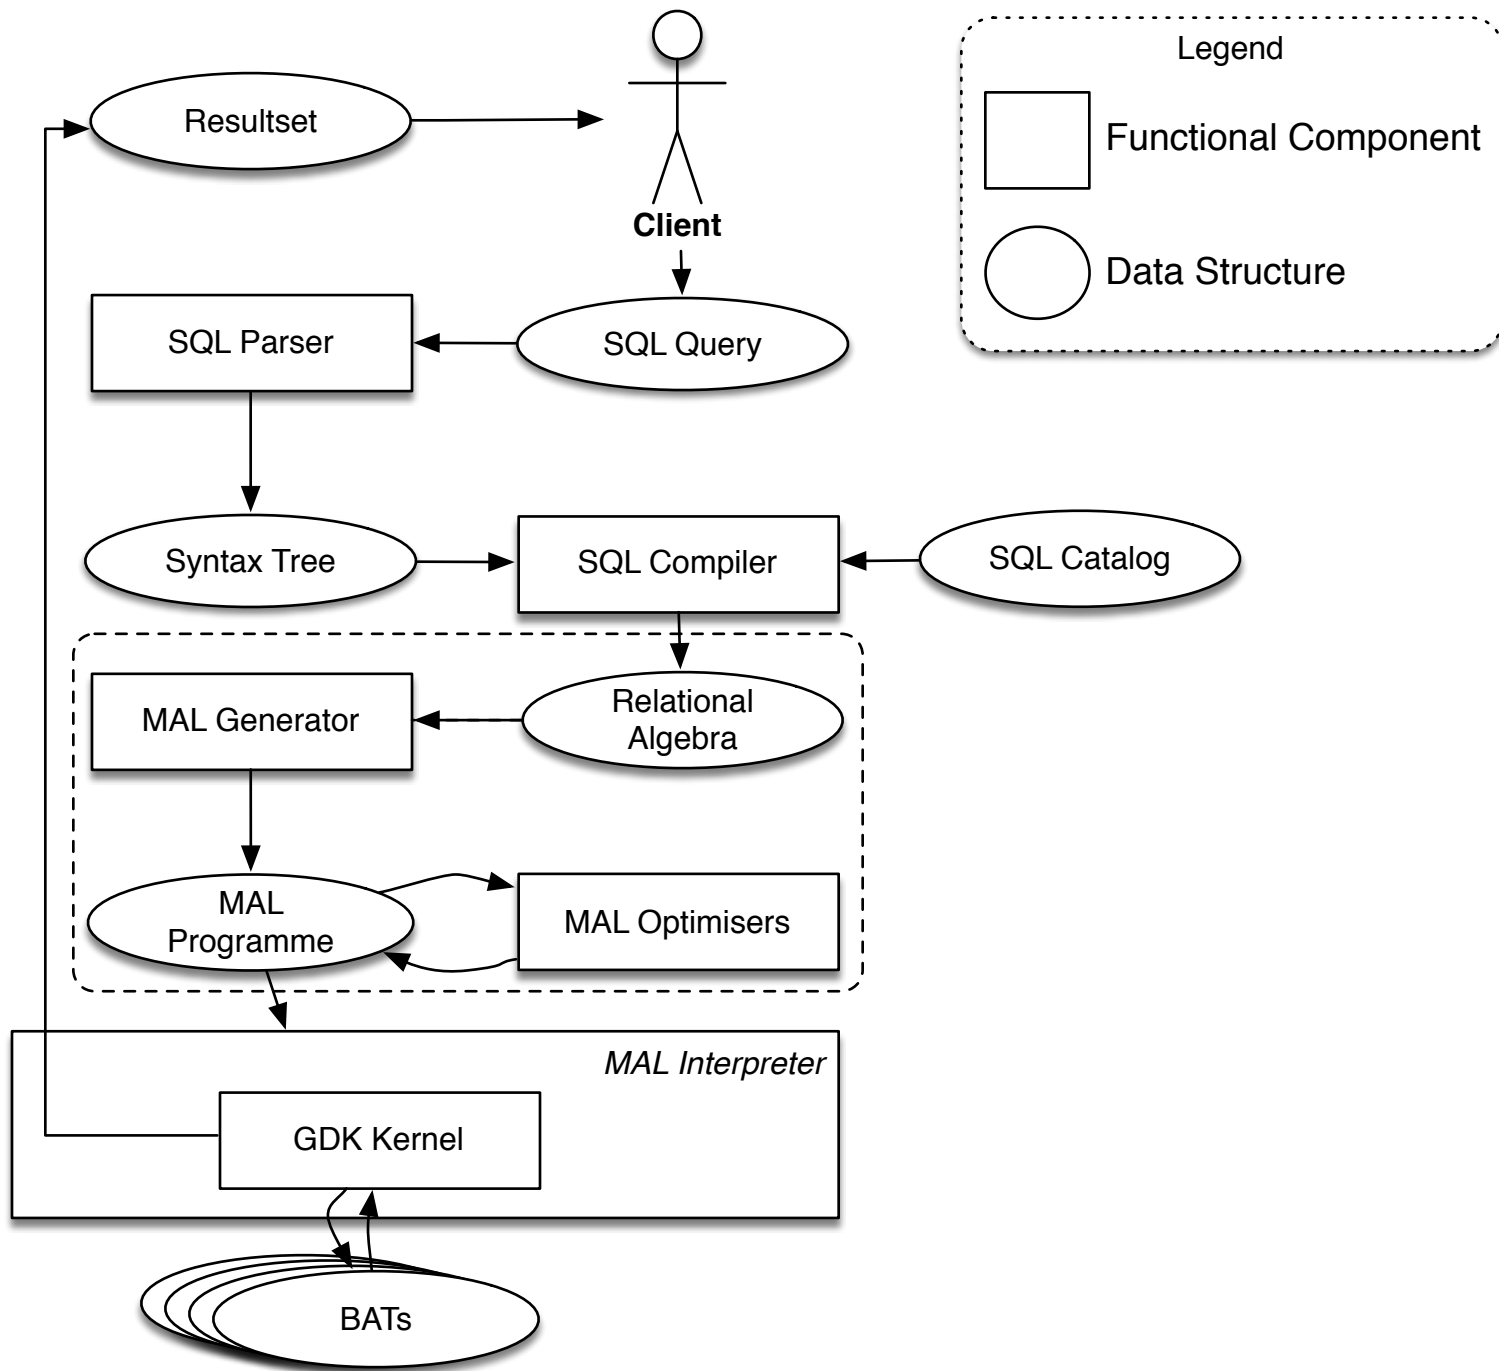 Legend
Functional Component
Data Structure
Resultset
Client
SQL Parser
SQL Query
Syntax Tree
SQL Compiler
SQL Catalog
MAL Generator
Relational
Algebra
MAL
Programme
MAL Optimisers
MAL Interpreter
GDK Kernel
BATs